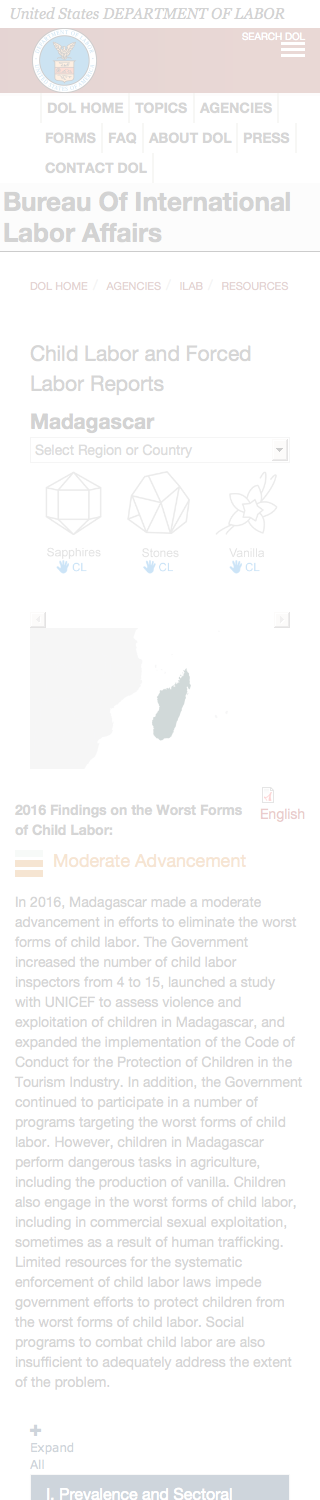 United States DEPARTMENT OF LABOR
SEARCH DOL
DOL HOME TOPICS AGENCIES
FORMS FAQ ABOUT DOL PRESS
CONTACT DOL
Bureau Of International
Labor Affairs
DOL HOME / AGENCIES / ILAB / RESOURCES
Child Labor and Forced
Labor Reports
Madagascar
Select Region or Country
Sapphires Stones Vanilla
CL CL CL
2016 Findings on the Worst Forms
of Child Labor:
English
Moderate Advancement
In 2016, Madagascar made a moderate
advancement in efforts to eliminate the worst
forms of child labor. The Government
increased the number of child labor
inspectors from 4 to 15, launched a study
with UNICEF to assess violence and
exploitation of children in Madagascar, and
expanded the implementation of the Code of
Conduct for the Protection of Children in the
Tourism Industry. In addition, the Government
continued to participate in a number of
programs targeting the worst forms of child
labor. However, children in Madagascar
perform dangerous tasks in agriculture,
including the production of vanilla. Children
also engage in the worst forms of child labor,
including in commercial sexual exploitation,
sometimes as a result of human trafficking.
Limited resources for the systematic
enforcement of child labor laws impede
government efforts to protect children from
the worst forms of child labor. Social
programs to combat child labor are also
insufficient to adequately address the extent
of the problem.
Expand
All
I. Prevalence and Sectoral